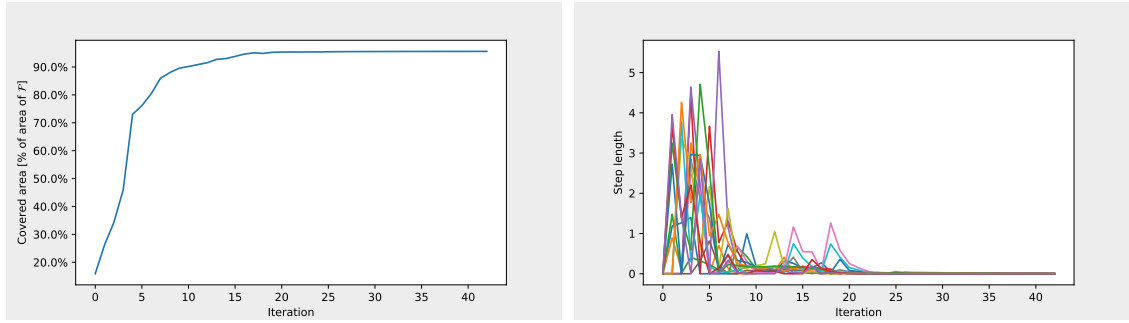 Covered area [% of area of ℱ]
90.0%
80.0%
70.0%
60.0%
50.0%
40.0%
30.0%
20.0%
0 5 10 15 20 25 30 35 40
Iteration
Step length
5
4
3
2
1
0
0 5 10 15 20 25 30 35 40
Iteration